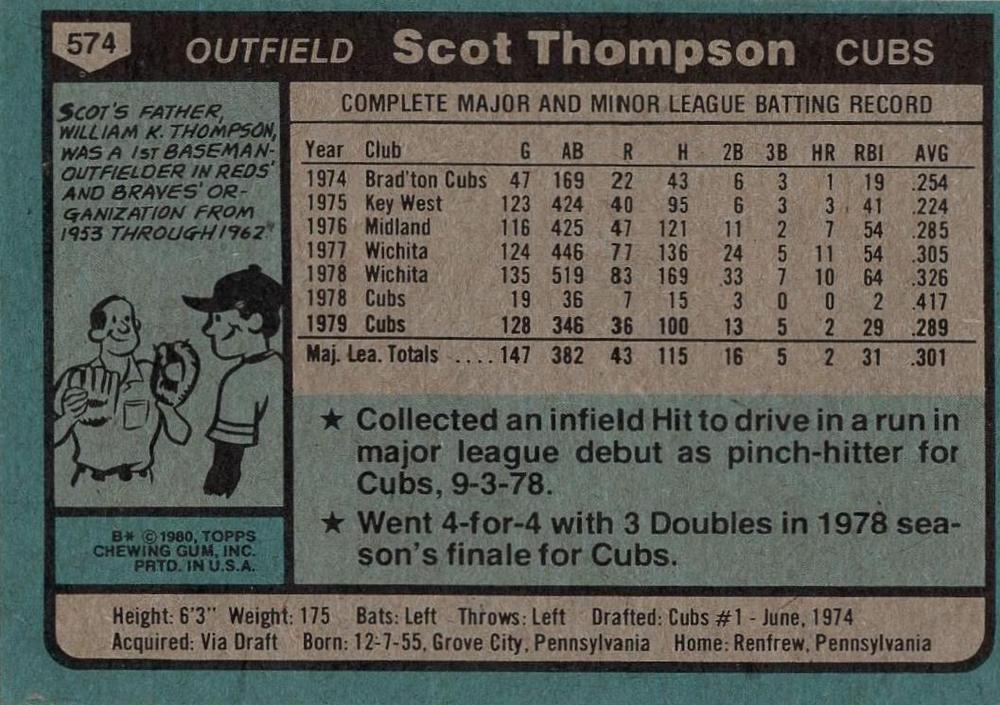 574 OUTFIELD Scot Thompson CUBS
SCOT'S FATHER,
WILLIAM K. THOMPSON,
WAS A 1ST BASEMAN-
OUTFIELDER IN REDS'
AND BRAVES' OR-
GANIZATION FROM
1953 THROUGH 1962
COMPLETE MAJOR AND MINOR LEAGUE BATTING RECORD
Year Club G AB R H 2B 3B HR RBI AVG
1974 Brad'ton Cubs 47 169 22 43 6 3 1 19 .254
1975 Key West 123 424 40 95 6 3 3 41 .224
1976 Midland 116 425 47 121 11 2 7 54 .285
1977 Wichita 124 446 77 136 24 5 11 54 .305
1978 Wichita 135 519 83 169 33 7 10 64 .326
1978 Cubs 19 36 7 15 3 0 0 2 .417
1979 Cubs 128 346 36 100 13 5 2 29 .289
Maj. Lea. Totals .... 147 382 43 115 16 5 2 31 .301
★ Collected an infield Hit to drive in a run in
major league debut as pinch-hitter for
Cubs, 9-3-78.
★ Went 4-for-4 with 3 Doubles in 1978 sea-
son's finale for Cubs.
B* ©1980, TOPPS
CHEWING GUM, INC.
PRTD. IN U.S.A.
Height: 6'3" Weight: 175 Bats: Left Throws: Left Drafted: Cubs #1 - June, 1974
Acquired: Via Draft Born: 12-7-55, Grove City, Pennsylvania Home: Renfrew, Pennsylvania